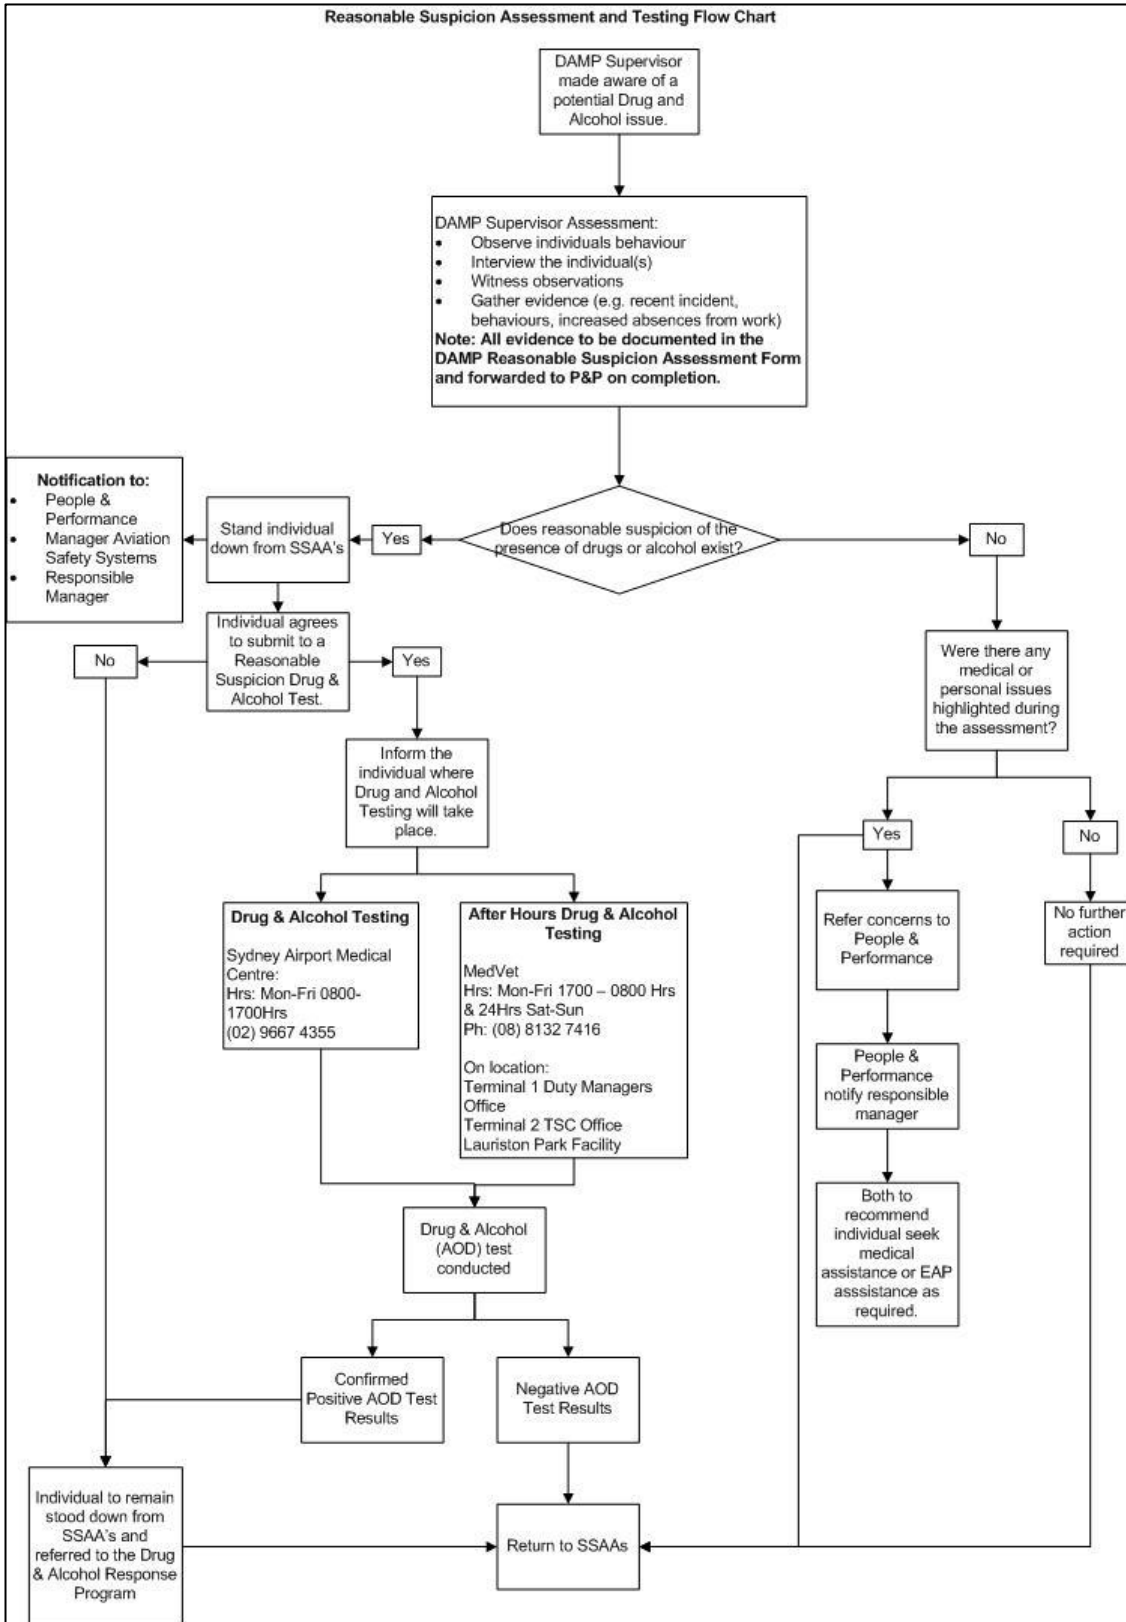 Reasonable Suspicion Assessment and Testing Flow Chart
DAMP Supervisor
made aware of a
potential Drug and
Alcohol issue.
DAMP Supervisor Assessment:
• Observe individuals behaviour
• Interview the individual(s)
• Witness observations
• Gather evidence (e.g. recent incident,
behaviours, increased absences from work)
Note: All evidence to be documented in the
DAMP Reasonable Suspicion Assessment Form
and forwarded to P&P on completion.
Notification to:
• People &
Performance
• Manager Aviation
Safety Systems
• Responsible
Manager
Stand individual
down from SSAA's
Yes
Does reasonable suspicion of the
presence of drugs or alcohol exist?
No
Individual agrees
to submit to a
Reasonable
Suspicion Drug &
Alcohol Test.
No
Yes
Were there any
medical or
personal issues
highlighted during
the assessment?
Inform the
individual where
Drug and Alcohol
Testing will take
place.
Yes
No
Drug & Alcohol Testing
Sydney Airport Medical
Centre:
Hrs: Mon-Fri 0800-
1700Hrs
(02) 9667 4355
After Hours Drug & Alcohol
Testing
MedVet
Hrs: Mon-Fri 1700 – 0800 Hrs
& 24Hrs Sat-Sun
Ph: (08) 8132 7416
On location:
Terminal 1 Duty Managers
Office
Terminal 2 TSC Office
Lauriston Park Facility
Refer concerns to
People &
Performance
No further
action
required
People &
Performance
notify responsible
manager
Both to
recommend
individual seek
medical
assistance or EAP
asssistance as
required.
Drug & Alcohol
(AOD) test
conducted
Confirmed
Positive AOD Test
Results
Negative AOD
Test Results
Individual to remain
stood down from
SSAA's and
referred to the Drug
& Alcohol Response
Program
Return to SSAAs